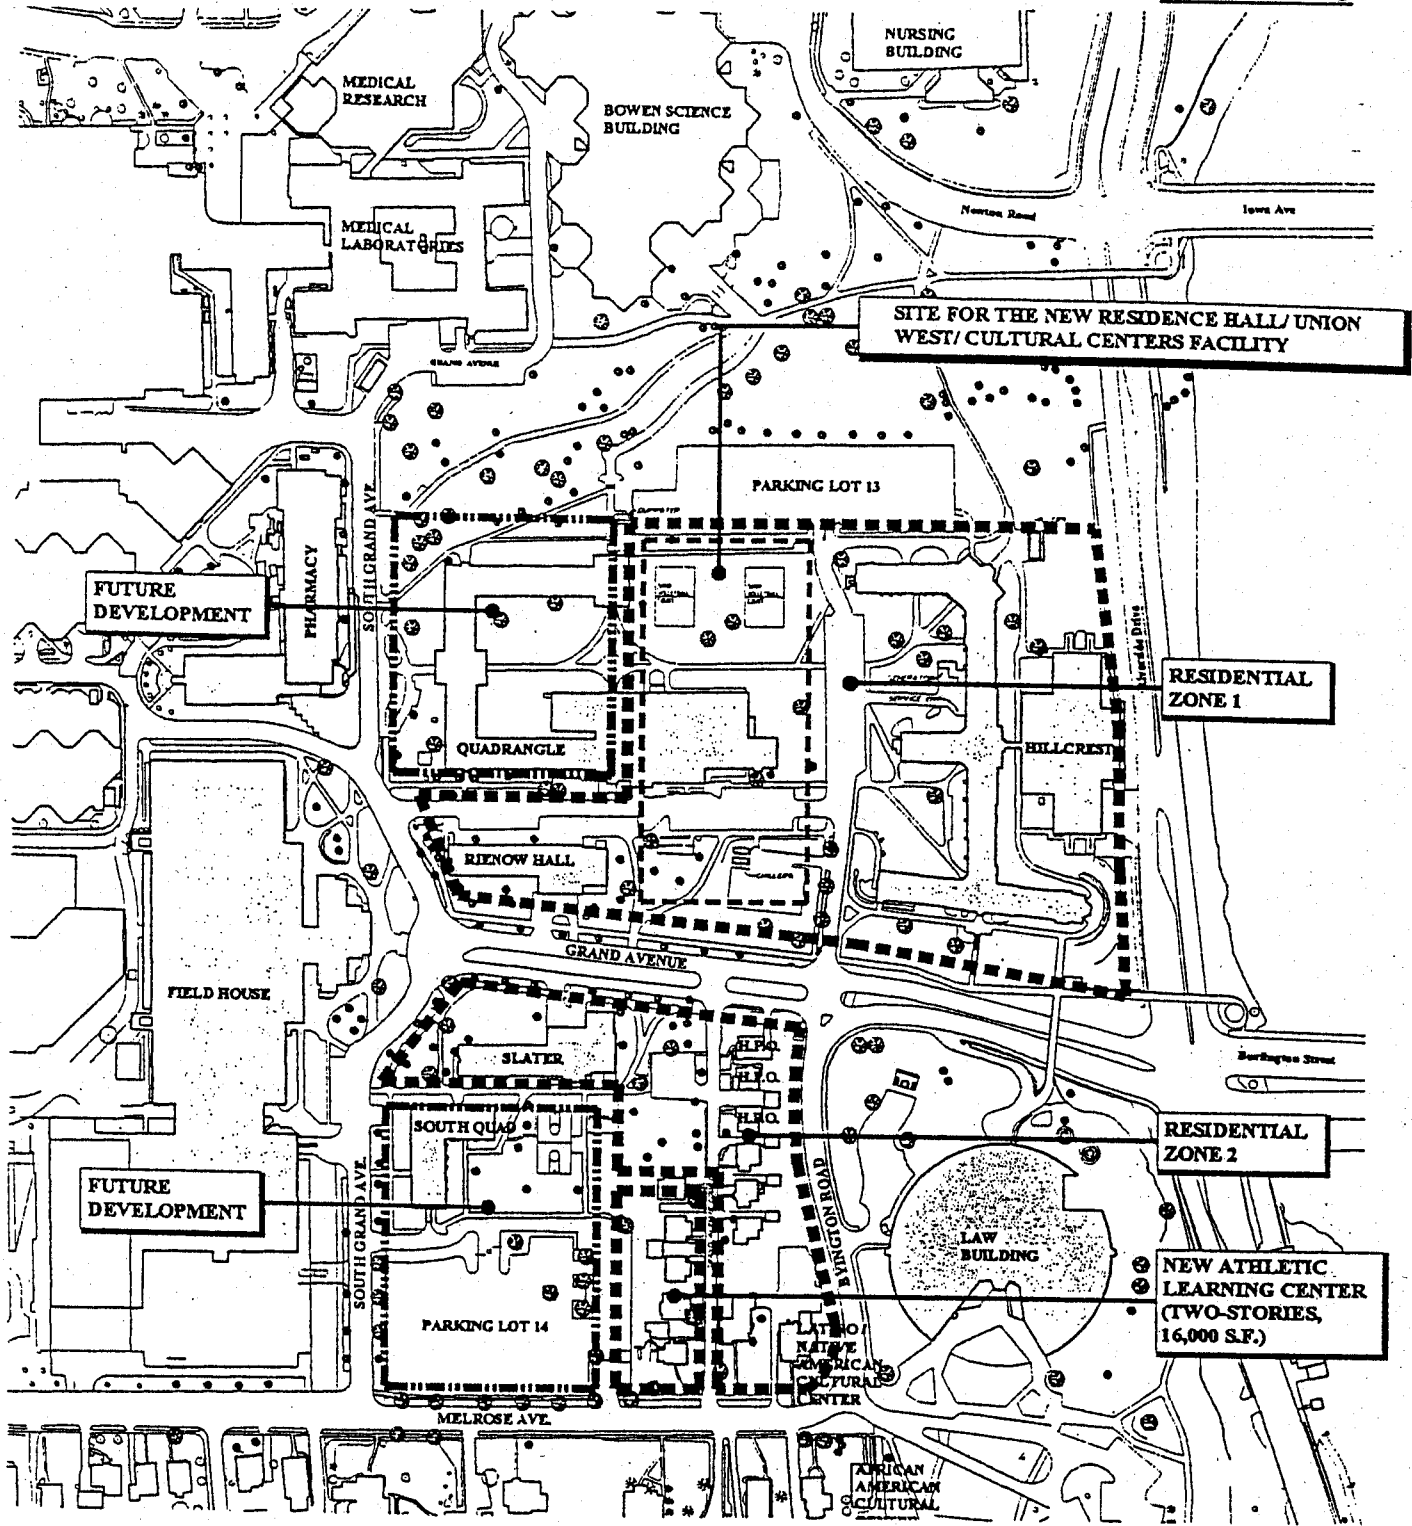 NURSING
BUILDING
MEDICAL
RESEARCH
BOWEN SCIENCE
BUILDING
Newton Road
Iowa Ave
MEDICAL
LABORATORIES
SITE FOR THE NEW RESIDENCE HALL/ UNION
WEST/ CULTURAL CENTERS FACILITY
GRAND AVENUE
PARKING LOT 13
SOUTH GRAND AVE.
PHARMACY
FUTURE
DEVELOPMENT
Riverside Drive
RESIDENTIAL
ZONE 1
QUADRANGLE
HILLCREST
RIENOW HALL
GRAND AVENUE
FIELD HOUSE
SLATER
H.P.O.
H.P.O.
H.P.O.
Burlington Street
SOUTH QUAD
RESIDENTIAL
ZONE 2
FUTURE
DEVELOPMENT
SOUTH GRAND AVE.
BYINGTON ROAD
LAW
BUILDING
NEW ATHLETIC
LEARNING CENTER
(TWO-STORIES,
16,000 S.F.)
PARKING LOT 14
LATINO /
NATIVE
AMERICAN
CULTURAL
CENTER
MELROSE AVE.
AFRICAN
AMERICAN
CULTURAL